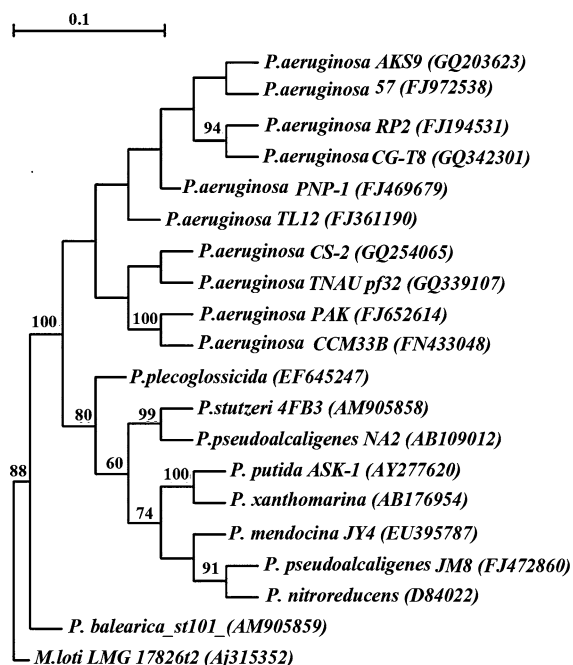 0.1
P.aeruginosa AKS9 (GQ203623)
P.aeruginosa 57 (FJ972538)
94
P.aeruginosa RP2 (FJ194531)
P.aeruginosa CG-T8 (GQ342301)
P.aeruginosa PNP-1 (FJ469679)
P.aeruginosa TL12 (FJ361190)
P.aeruginosa CS-2 (GQ254065)
P.aeruginosa TNAU pf32 (GQ339107)
P.aeruginosa PAK (FJ652614)
100
100
P.aeruginosa CCM33B (FN433048)
P.plecoglossicida (EF645247)
P.stutzeri 4FB3 (AM905858)
80
99
P.pseudoalcaligenes NA2 (AB109012)
60
88
100
P. putida ASK-1 (AY277620)
P. xanthomarina (AB176954)
74
P. mendocina JY4 (EU395787)
P. pseudoalcaligenes JM8 (FJ472860)
91
P. nitroreducens (D84022)
P. balearica_st101_(AM905859)
M.loti LMG 17826t2 (Aj315352)